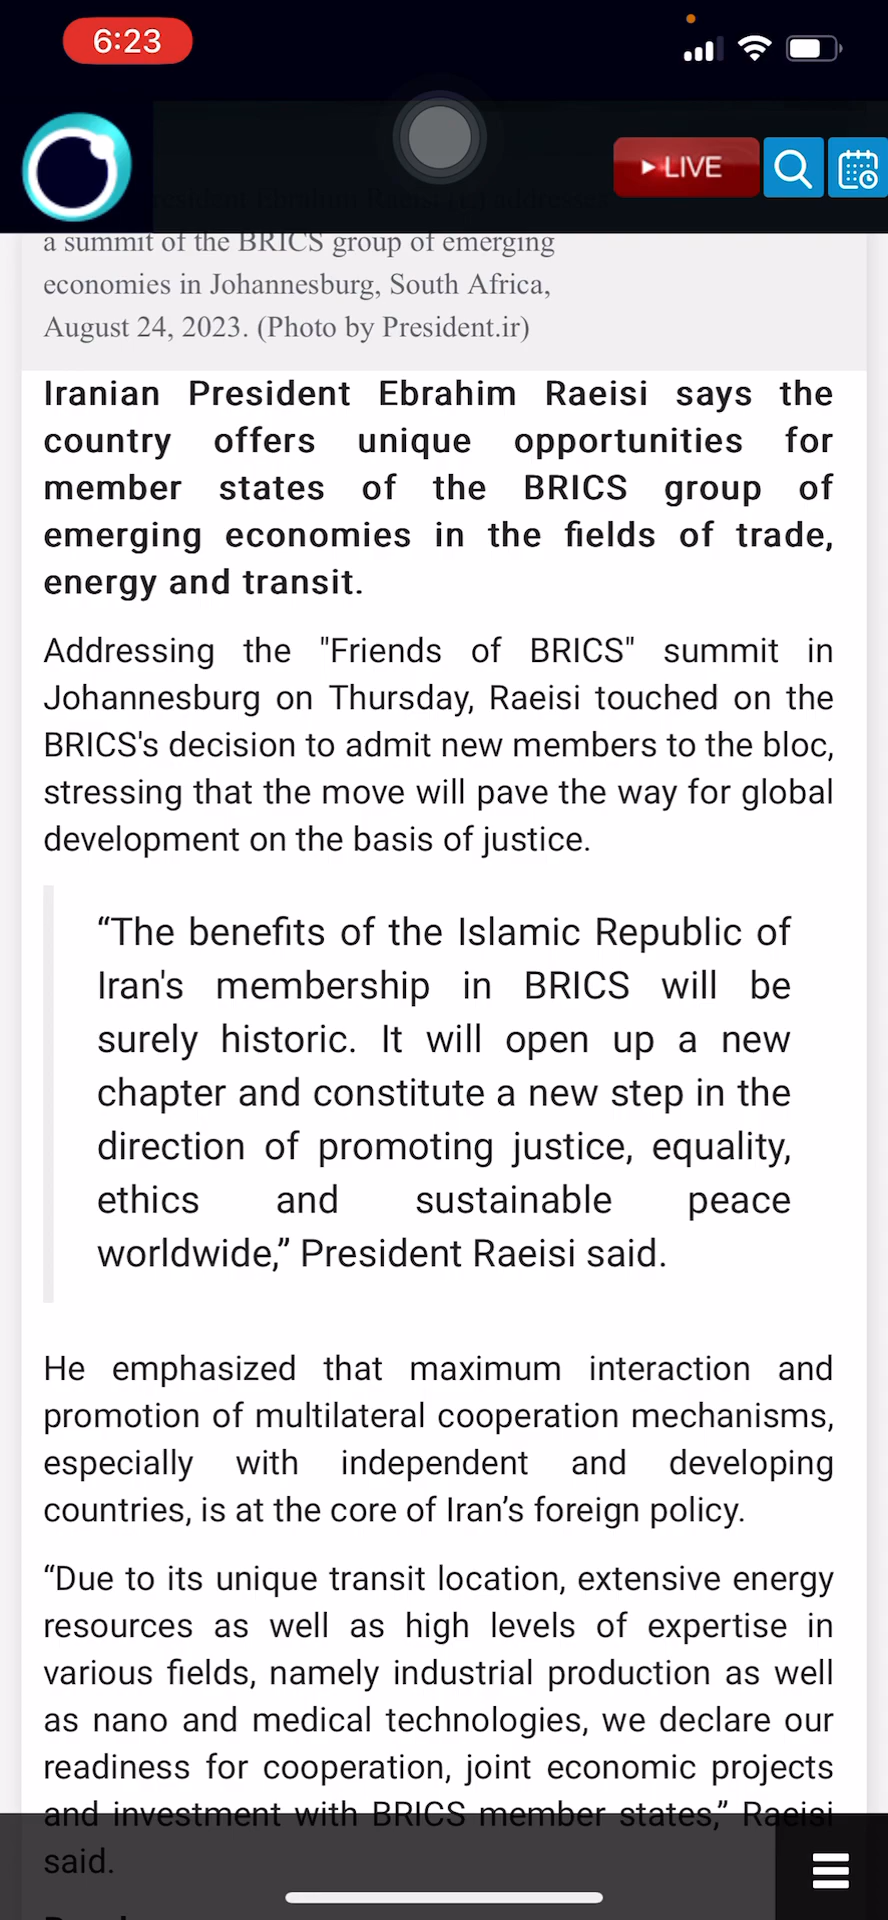 6:23
LIVE
resident Ebrahim Raeisi (L) addresses
a summit of the BRICS group of emerging
economies in Johannesburg, South Africa,
August 24, 2023. (Photo by President.ir)
Iranian President Ebrahim Raeisi says the
country offers unique opportunities for
member states of the BRICS group of
emerging economies in the fields of trade,
energy and transit.
Addressing the "Friends of BRICS" summit in
Johannesburg on Thursday, Raeisi touched on the
BRICS's decision to admit new members to the bloc,
stressing that the move will pave the way for global
development on the basis of justice.
“The benefits of the Islamic Republic of
Iran's membership in BRICS will be
surely historic. It will open up a new
chapter and constitute a new step in the
direction of promoting justice, equality,
ethics and sustainable peace
worldwide,” President Raeisi said.
He emphasized that maximum interaction and
promotion of multilateral cooperation mechanisms,
especially with independent and developing
countries, is at the core of Iran’s foreign policy.
“Due to its unique transit location, extensive energy
resources as well as high levels of expertise in
various fields, namely industrial production as well
as nano and medical technologies, we declare our
readiness for cooperation, joint economic projects
and investment with BRICS member states,” Raeisi
said.